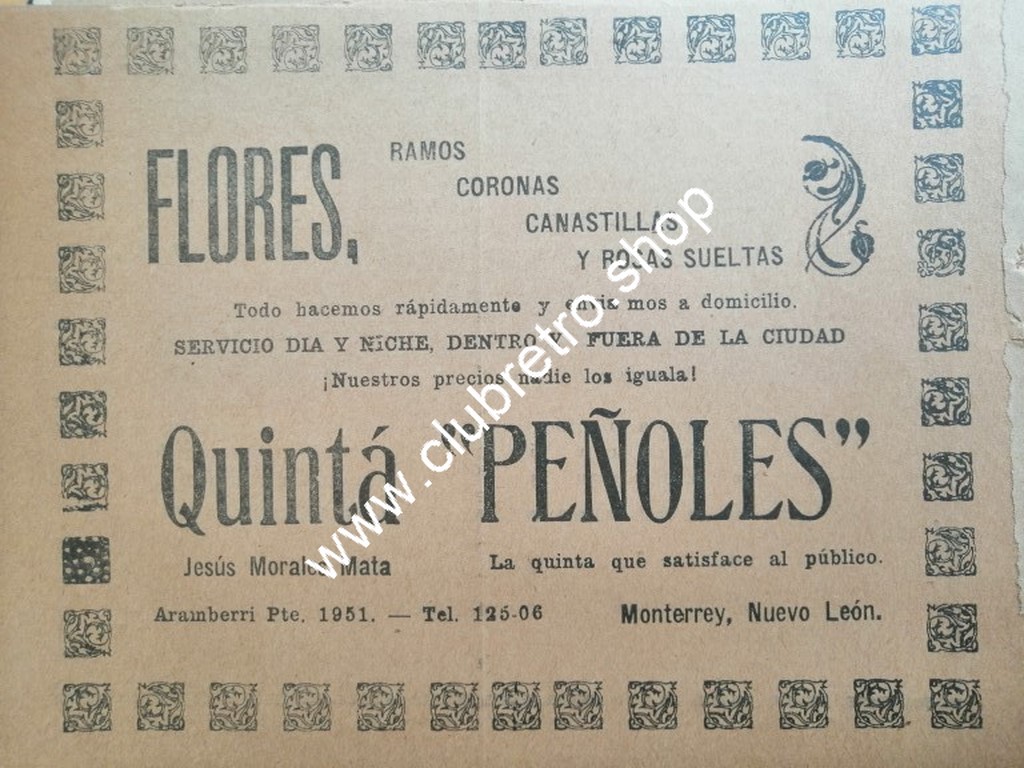 FLORES,
RAMOS
CORONAS
CANASTILLAS
Y ROSAS SUELTAS
Todo hacemos rápidamente y envia mos a domicilio.
SERVICIO DIA Y NICHE, DENTRO Y FUERA DE LA CIUDAD
¡Nuestros precios nadie los iguala!
Quintá "PEÑOLES"
Jesús Morales Mata
La quinta que satisface al público.
Aramberri Pte. 1951. — Tel. 125-06
Monterrey, Nuevo León.
www.clubretro.shop